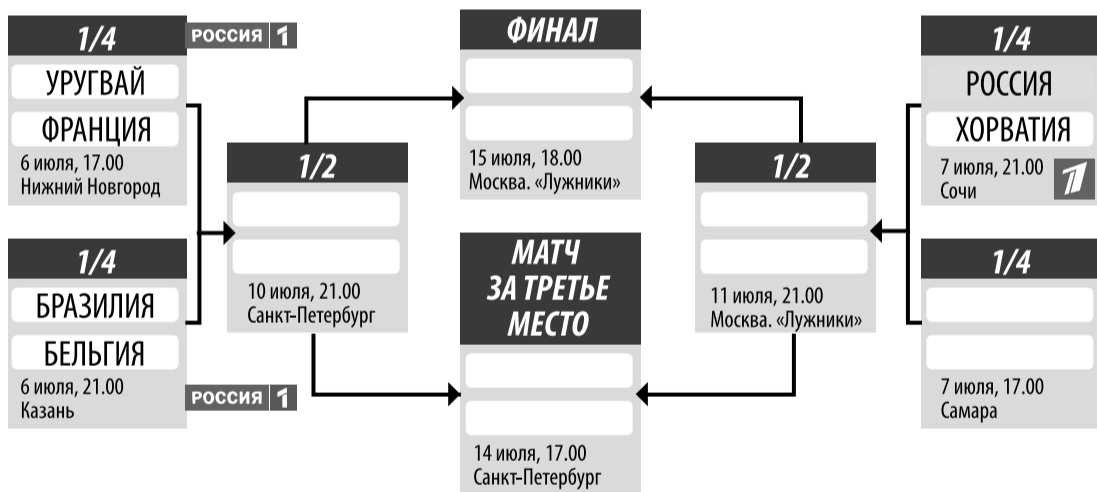 1/4
РОССИЯ 1
УРУГВАЙ
ФРАНЦИЯ
6 июля, 17.00
Нижний Новгород
1/4
БРАЗИЛИЯ
БЕЛЬГИЯ
6 июля, 21.00
Казань
РОССИЯ 1
1/2
10 июля, 21.00
Санкт-Петербург
ФИНАЛ
15 июля, 18.00
Москва. «Лужники»
МАТЧ
ЗА ТРЕТЬЕ
МЕСТО
14 июля, 17.00
Санкт-Петербург
1/2
11 июля, 21.00
Москва. «Лужники»
1/4
РОССИЯ
ХОРВАТИЯ
7 июля, 21.00
Сочи
1
1/4
7 июля, 17.00
Самара